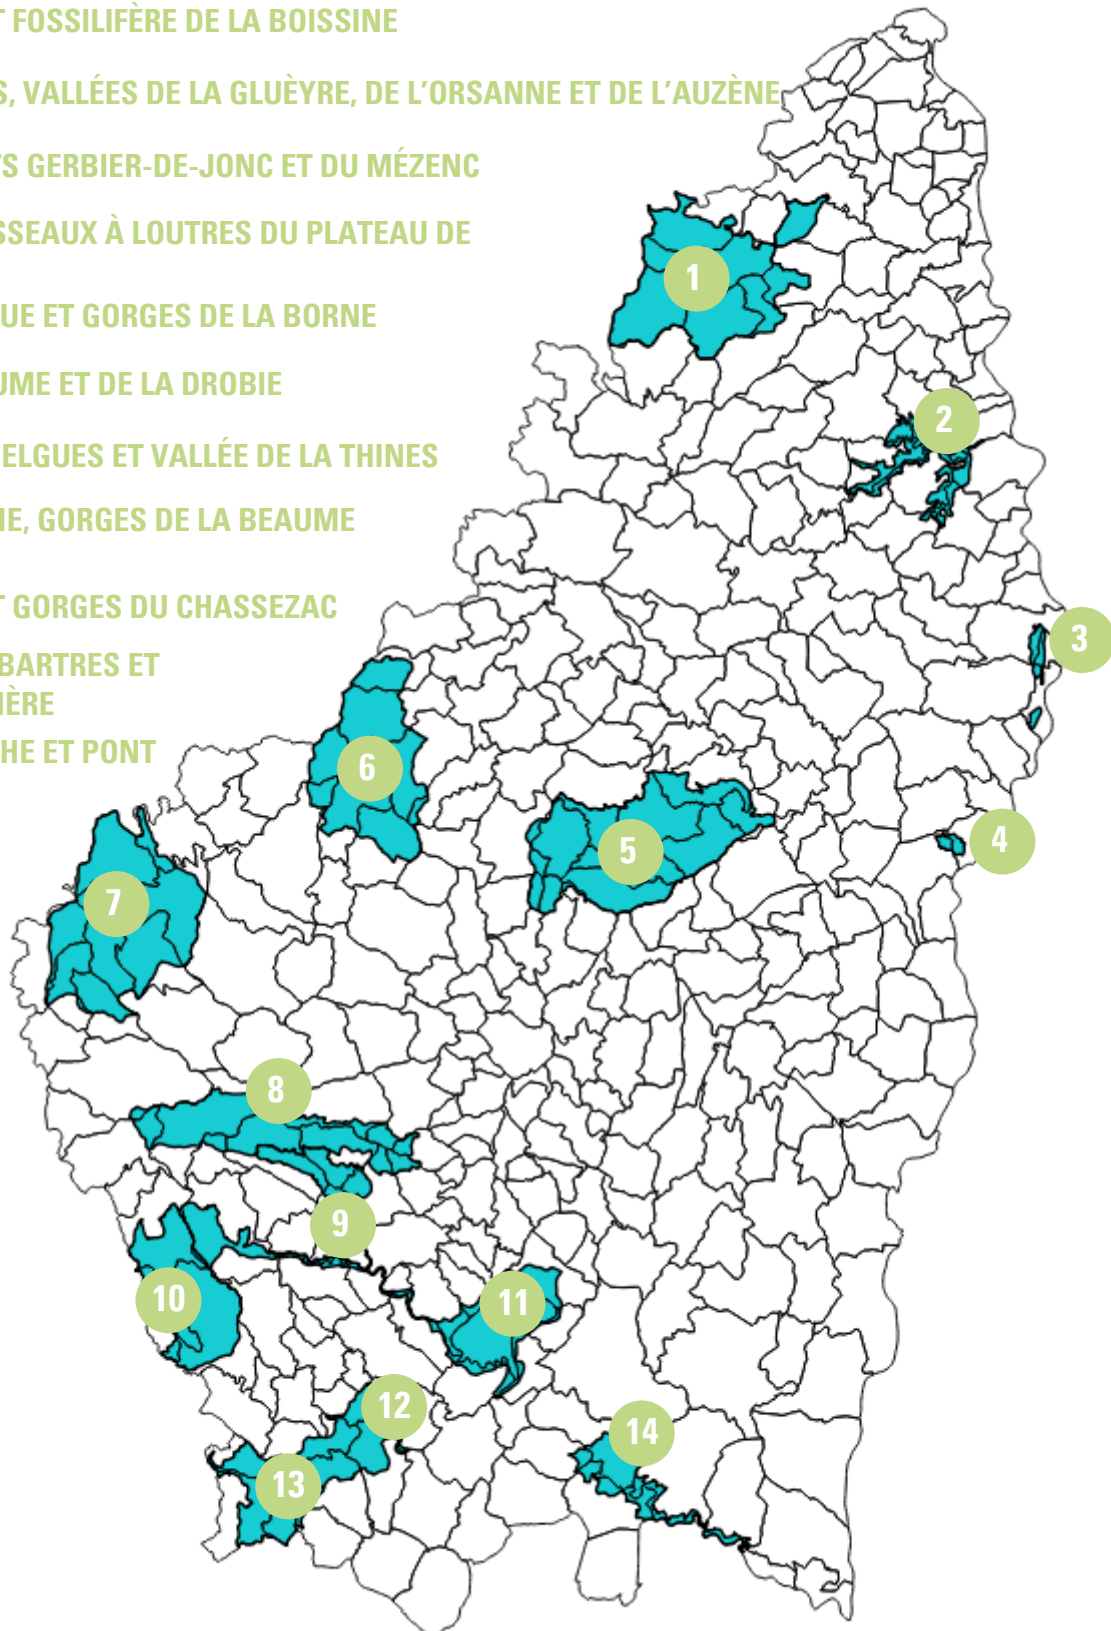 T FOSSILIFÈRE DE LA BOISSINE
S, VALLÉES DE LA GLUÈYRE, DE L'ORSANNE ET DE L'AUZÈNE
TS GERBIER-DE-JONC ET DU MÉZENC
SSEAUX À LOUTRES DU PLATEAU DE
UE ET GORGES DE LA BORNE
UME ET DE LA DROBIE
ELGUES ET VALLÉE DE LA THINES
IE, GORGES DE LA BEAUME
T GORGES DU CHASSEZAC
BARTRES ET
IÈRE
HE ET PONT
1
2
3
4
5
6
7
8
9
10
11
12
13
14